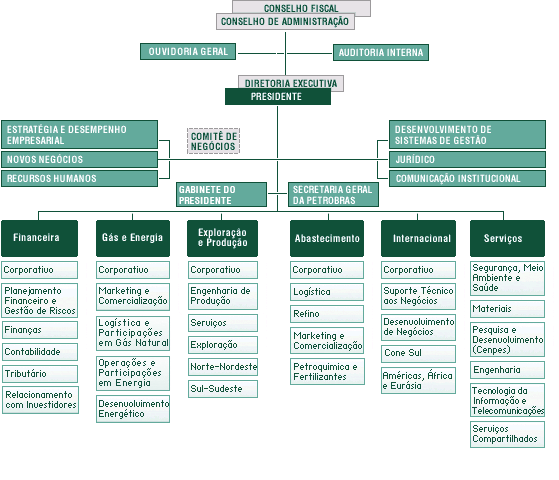 CONSELHO FISCAL
CONSELHO DE ADMINISTRAÇÃO
OUVIDORIA GERAL
AUDITORIA INTERNA
DIRETORIA EXECUTIVA
PRESIDENTE
ESTRATÉGIA E DESEMPENHO
EMPRESARIAL
NOVOS NEGÓCIOS
RECURSOS HUMANOS
COMITÊ DE
NEGÓCIOS
DESENVOLVIMENTO DE
SISTEMAS DE GESTÃO
JURÍDICO
COMUNICAÇÃO INSTITUCIONAL
GABINETE DO
PRESIDENTE
SECRETARIA GERAL
DA PETROBRAS
Financeira
Corporativo
Planejamento
Financeiro e
Gestão de Riscos
Finanças
Contabilidade
Tributário
Relacionamento
com Investidores
Gás e Energia
Corporativo
Marketing e
Comercialização
Logística e
Participações
em Gás Natural
Operações e
Participações
em Energia
Desenvolvimento
Energético
Exploração
e Produção
Corporativo
Engenharia de
Produção
Serviços
Exploração
Norte-Nordeste
Sul-Sudeste
Abastecimento
Corporativo
Logística
Refino
Marketing e
Comercialização
Petroquímica e
Fertilizantes
Internacional
Corporativo
Suporte Técnico
aos Negócios
Desenvolvimento
de Negócios
Cone Sul
Américas, África
e Eurásia
Serviços
Segurança, Meio
Ambiente e
Saúde
Materiais
Pesquisa e
Desenvolvimento
(Cenpes)
Engenharia
Tecnologia da
Informação e
Telecomunicações
Serviços
Compartilhados